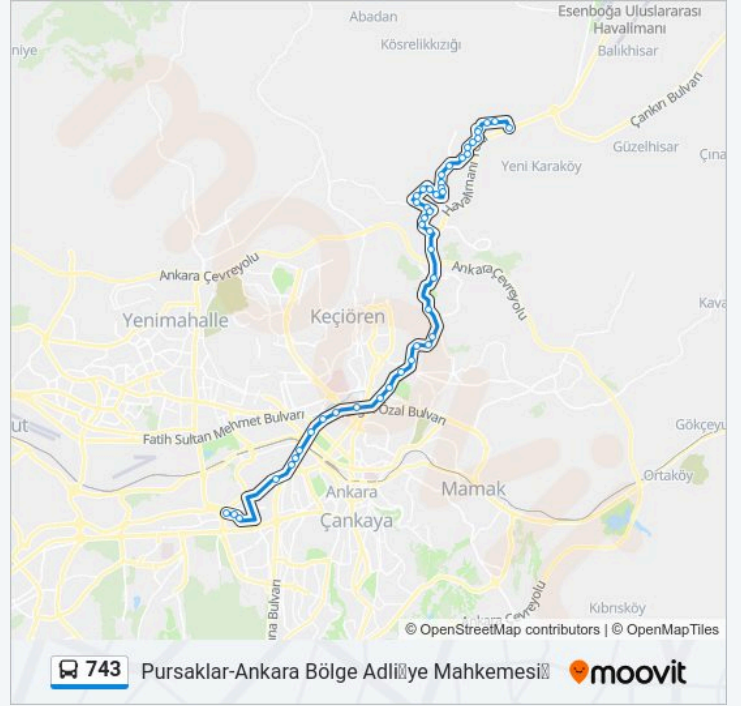 Esenboğa Uluslararası
Havalimanı
Abadan
Kösrelikkızığı
Balıkhisar
niye
Çankırı Bulvarı
Güzelhisar
Çına
Yeni Karaköy
Havalimanı Yolu
Ankara Çevreyolu
Ankara Çevreyolu
Yenimahalle
Keçiören
Kava
Özal Bulvarı
Fatih Sultan Mehmet Bulvarı
ut
Gökçeyu
Ortaköy
Ankara
Mamak
Çankaya
ına Bulvarı
Ankara Çevreyolu
Kıbrısköy
© OpenStreetMap contributors | © OpenMapTiles
743 Pursaklar-Ankara Bölge Adli▯ye Mahkemesi▯ moovit